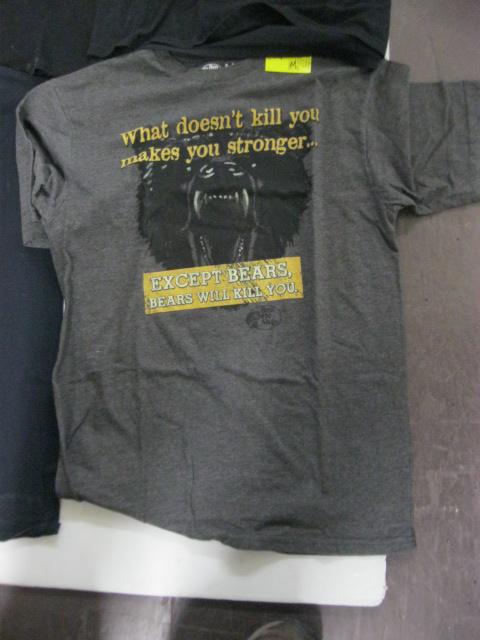 M
What doesn't kill you
makes you stronger...
EXCEPT BEARS,
BEARS WILL KILL YOU.